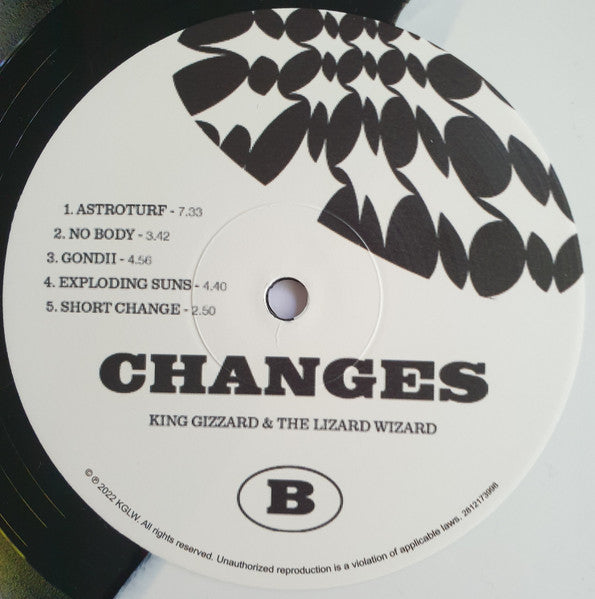 1. ASTROTURF - 7.33
2. NO BODY - 3.42
3. GONDII - 4.56
4. EXPLODING SUNS - 4.40
5. SHORT CHANGE - 2.50
CHANGES
KING GIZZARD & THE LIZARD WIZARD
B
© ℗ 2022 KGLW. All rights reserved. Unauthorized reproduction is a violation of applicable laws. 2812173998